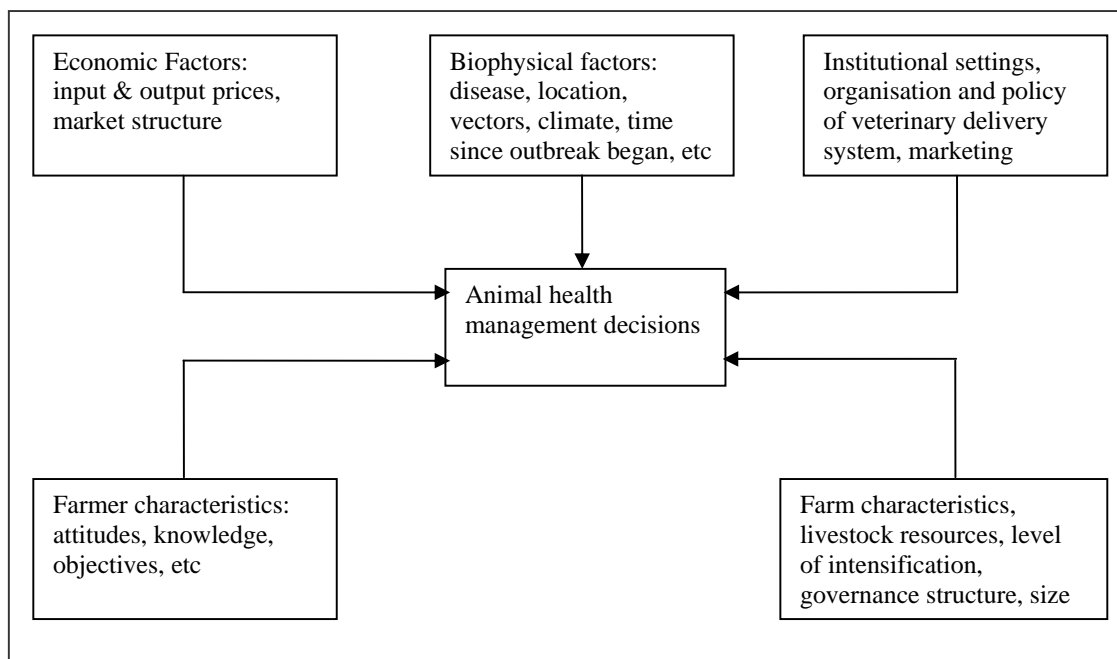 Economic Factors:
input & output prices,
market structure
Biophysical factors:
disease, location,
vectors, climate, time
since outbreak began, etc
Institutional settings,
organisation and policy
of veterinary delivery
system, marketing
Animal health
management decisions
Farmer characteristics:
attitudes, knowledge,
objectives, etc
Farm characteristics,
livestock resources, level
of intensification,
governance structure, size